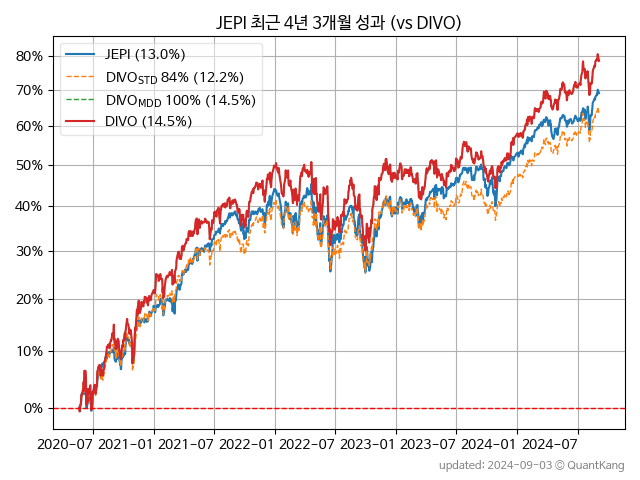 JEPI 최근 4년 3개월 성과 (vs DIVO)
JEPI (13.0%)
DIVO_STD 84% (12.2%)
DIVO_MDD 100% (14.5%)
DIVO (14.5%)
80%
70%
60%
50%
40%
30%
20%
10%
0%
2020-07 2021-01 2021-07 2022-01 2022-07 2023-01 2023-07 2024-01 2024-07
updated: 2024-09-03 © QuantKang